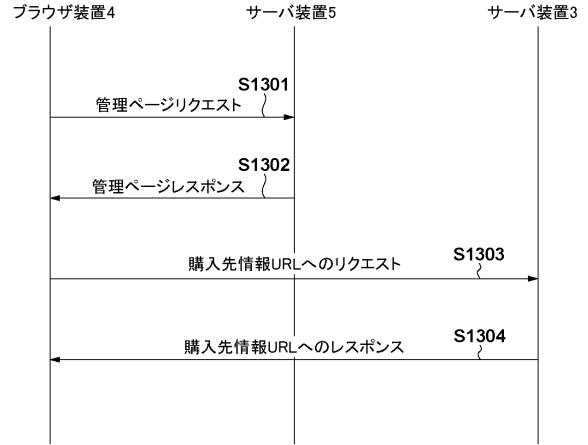 ブラウザ装置4 サーバ装置5 サーバ装置3
S1301
管理ページリクエスト
S1302
管理ページレスポンス
S1303
購入先情報URLへのリクエスト
S1304
購入先情報URLへのレスポンス